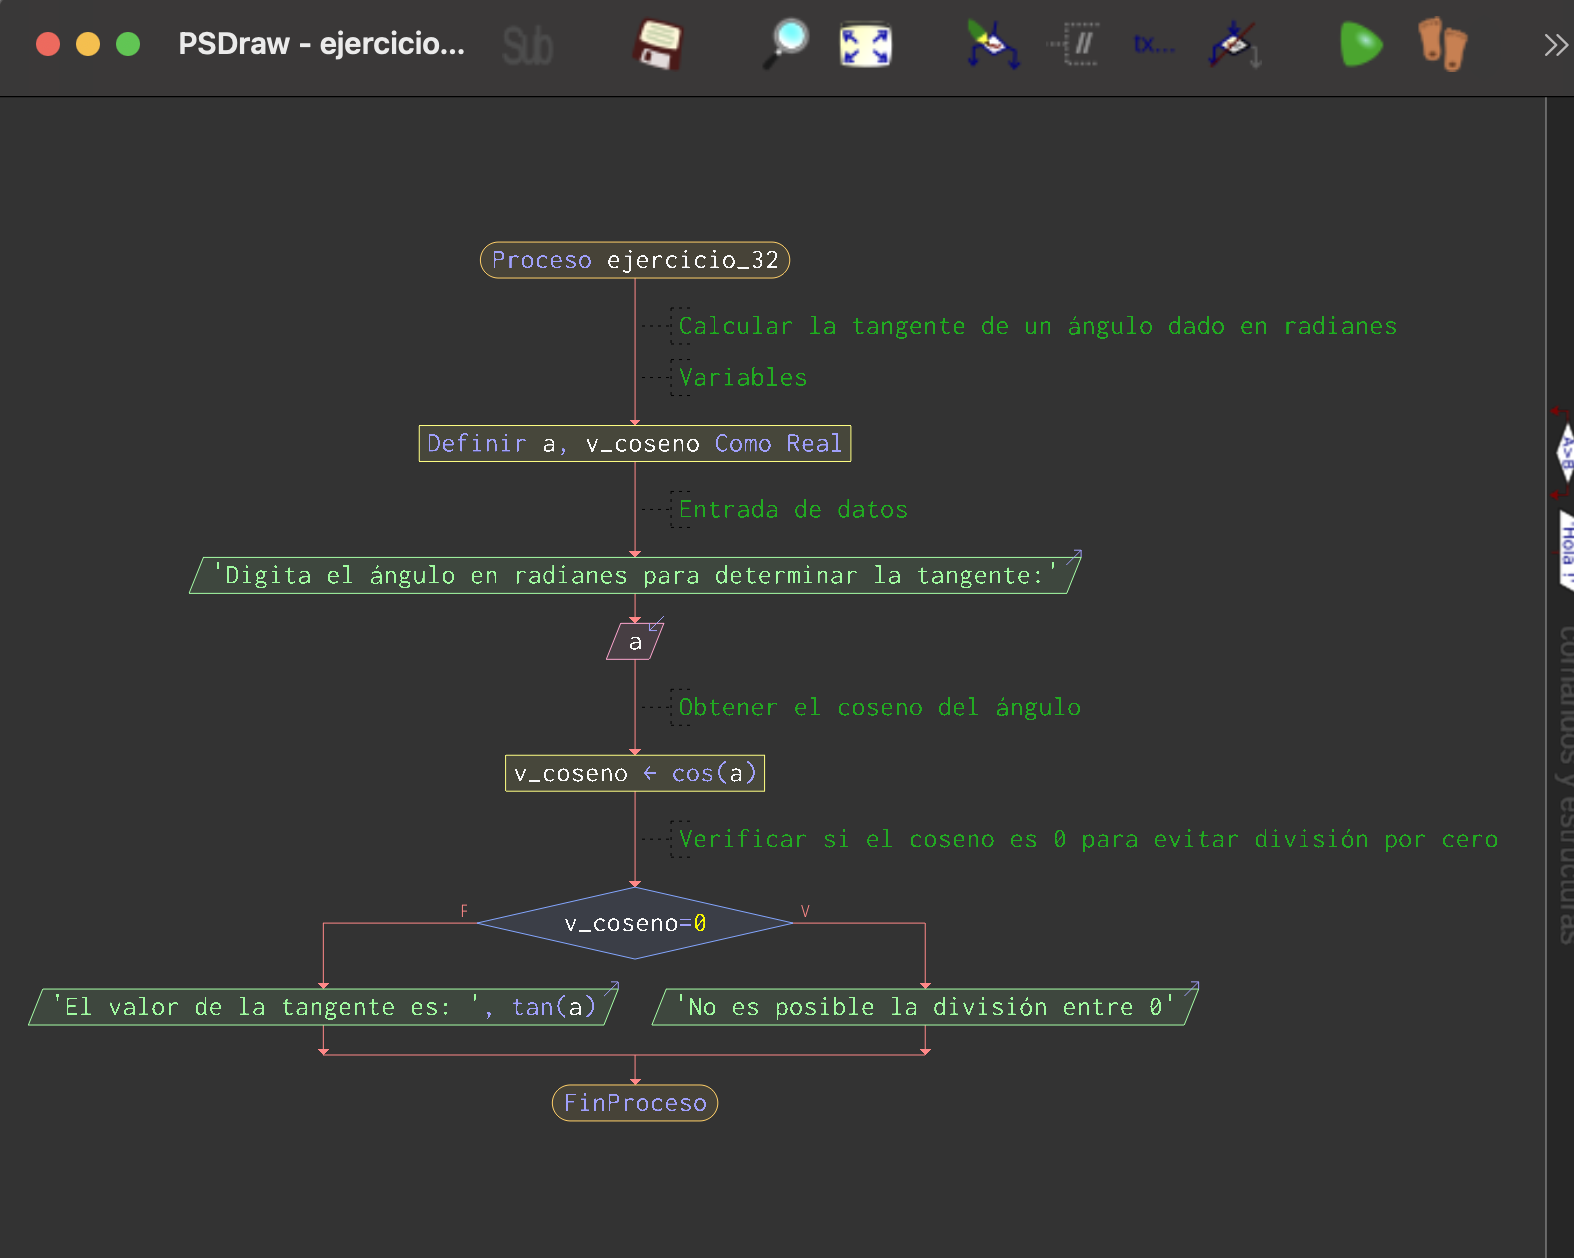 PSDraw - ejercicio...
Sub
//
tx...
Proceso ejercicio_32
Calcular la tangente de un ángulo dado en radianes
Variables
Definir a, v_coseno Como Real
Entrada de datos
'Digita el ángulo en radianes para determinar la tangente:'
a
Obtener el coseno del ángulo
v_coseno ← cos(a)
Verificar si el coseno es 0 para evitar división por cero
F
V
v_coseno=0
'El valor de la tangente es: ', tan(a)
'No es posible la división entre 0'
FinProceso
A>B
'Hola !'
comandos y estructuras